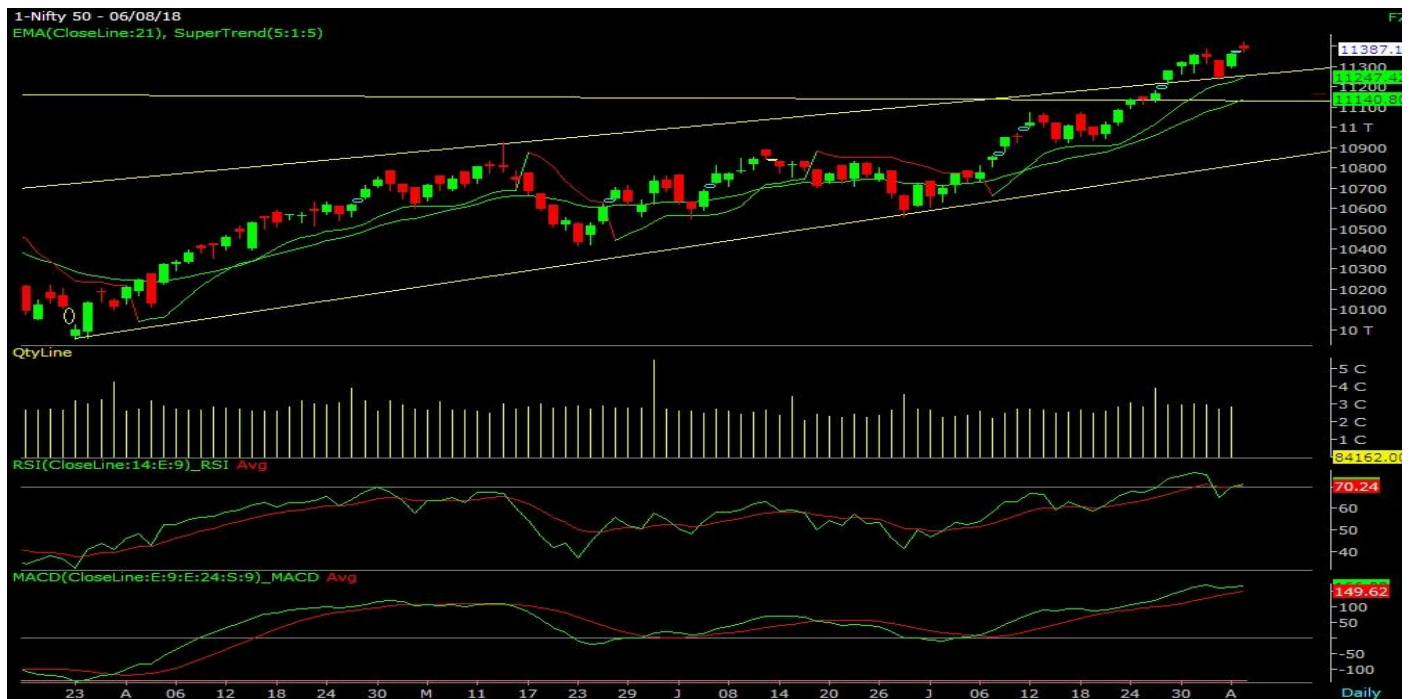 1-Nifty 50 - 06/08/18
EMA(CloseLine:21), SuperTrend(5:1:5)
11387.1
11300
11247.42
11200
11140.80
11100
11 T
10900
10800
10700
10600
10500
10400
10300
10200
10100
10 T
QtyLine
5 C
4 C
3 C
2 C
1 C
84162.00
RSI(CloseLine:14:E:9)_RSI Avg
70.24
60
50
40
MACD(CloseLine:E:9:E:24:S:9)_MACD Avg
149.62
100
50
-50
-100
23 A 06 12 18 24 30 M 11 17 23 29 J 08 14 20 26 J 06 12 18 24 30 A Daily